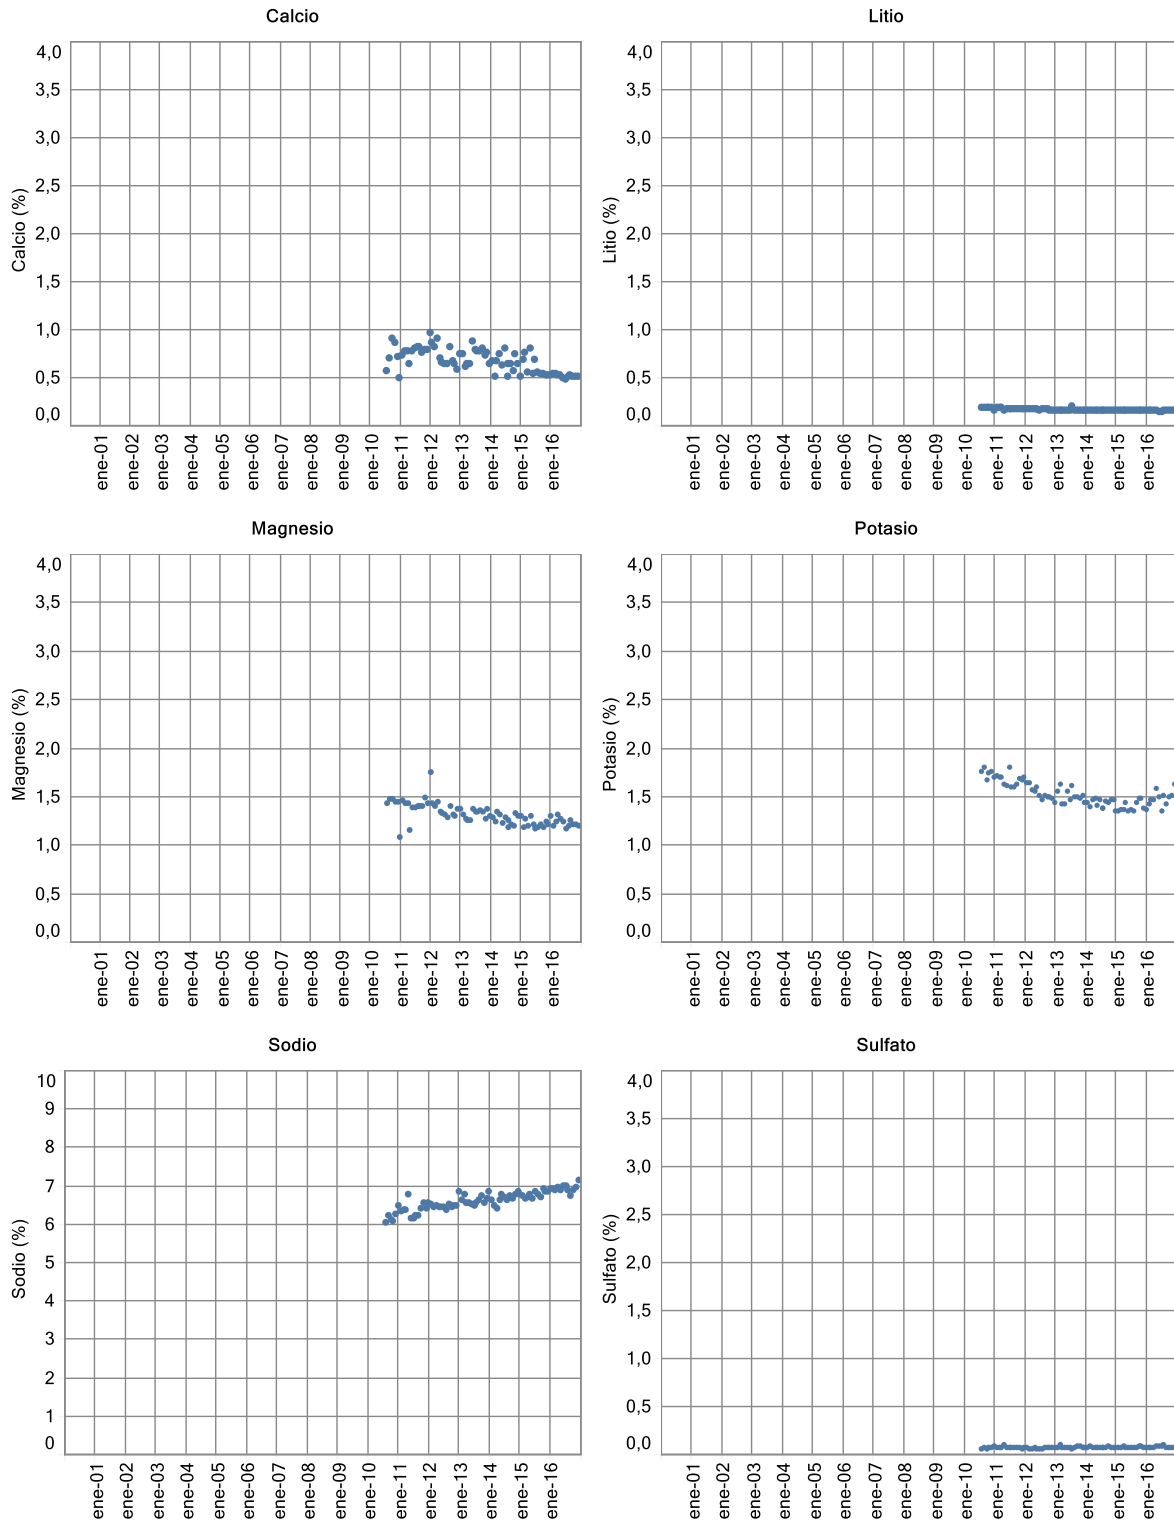 Calcio
4,0
3,5
3,0
2,5
2,0
1,5
1,0
0,5
0,0
Calcio (%)
ene-01
ene-02
ene-03
ene-04
ene-05
ene-06
ene-07
ene-08
ene-09
ene-10
ene-11
ene-12
ene-13
ene-14
ene-15
ene-16
Litio
4,0
3,5
3,0
2,5
2,0
1,5
1,0
0,5
0,0
Litio (%)
ene-01
ene-02
ene-03
ene-04
ene-05
ene-06
ene-07
ene-08
ene-09
ene-10
ene-11
ene-12
ene-13
ene-14
ene-15
ene-16
Magnesio
4,0
3,5
3,0
2,5
2,0
1,5
1,0
0,5
0,0
Magnesio (%)
ene-01
ene-02
ene-03
ene-04
ene-05
ene-06
ene-07
ene-08
ene-09
ene-10
ene-11
ene-12
ene-13
ene-14
ene-15
ene-16
Potasio
4,0
3,5
3,0
2,5
2,0
1,5
1,0
0,5
0,0
Potasio (%)
ene-01
ene-02
ene-03
ene-04
ene-05
ene-06
ene-07
ene-08
ene-09
ene-10
ene-11
ene-12
ene-13
ene-14
ene-15
ene-16
Sodio
10
9
8
7
6
5
4
3
2
1
0
Sodio (%)
ene-01
ene-02
ene-03
ene-04
ene-05
ene-06
ene-07
ene-08
ene-09
ene-10
ene-11
ene-12
ene-13
ene-14
ene-15
ene-16
Sulfato
4,0
3,5
3,0
2,5
2,0
1,5
1,0
0,5
0,0
Sulfato (%)
ene-01
ene-02
ene-03
ene-04
ene-05
ene-06
ene-07
ene-08
ene-09
ene-10
ene-11
ene-12
ene-13
ene-14
ene-15
ene-16